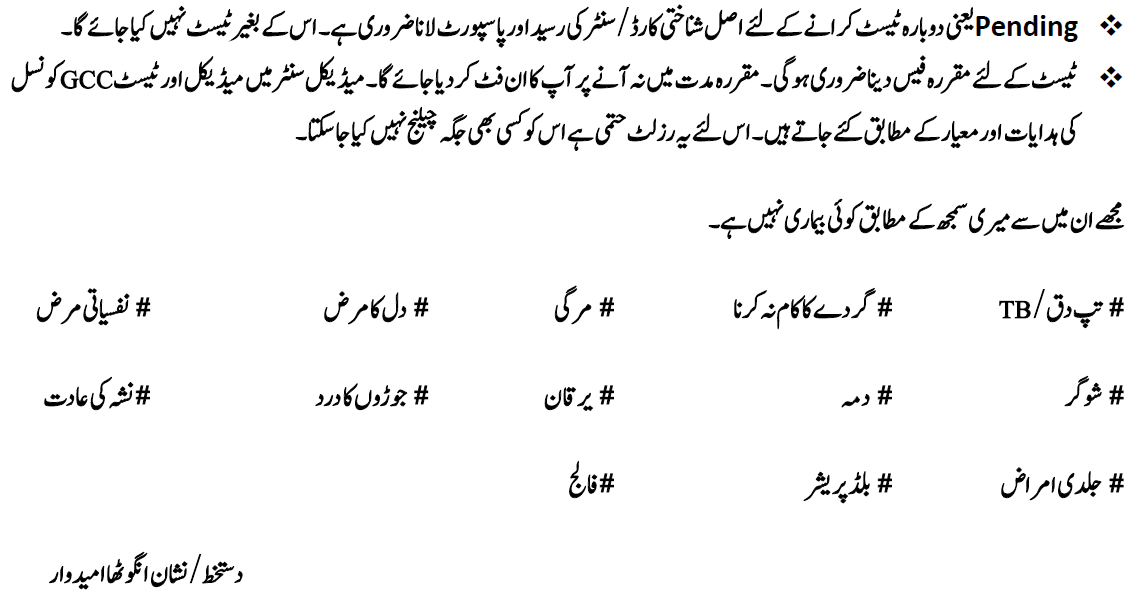 ❖ Pending یعنی دوبارہ ٹیسٹ کرانے کے لئے اصل شناختی کارڈ / سنٹر کی رسید اور پاسپورٹ لانا ضروری ہے۔ اس کے بغیر ٹیسٹ نہیں کیا جائے گا۔
❖ ٹیسٹ کے لئے مقررہ فیس دینا ضروری ہوگی۔ مقررہ مدت میں نہ آنے پر آپ کا ان فٹ کر دیا جائے گا۔ میڈیکل سنٹر میں میڈیکل اور ٹیسٹ GCC کونسل
کی ہدایات اور معیار کے مطابق کئے جاتے ہیں۔ اس لئے یہ رزلٹ حتمی ہے اس کو کسی بھی جگہ چیلنج نہیں کیا جا سکتا۔
مجھے ان میں سے میری سمجھ کے مطابق کوئی بیماری نہیں ہے۔
# تپ دق / TB # گردے کا کام نہ کرنا # مرگی # دل کا مرض # نفسیاتی مرض
# شوگر # دمہ # یرقان # جوڑوں کا درد #نشہ کی عادت
# جلدی امراض # بلڈ پریشر #فالج
دستخط / نشان انگوٹھا امیدوار